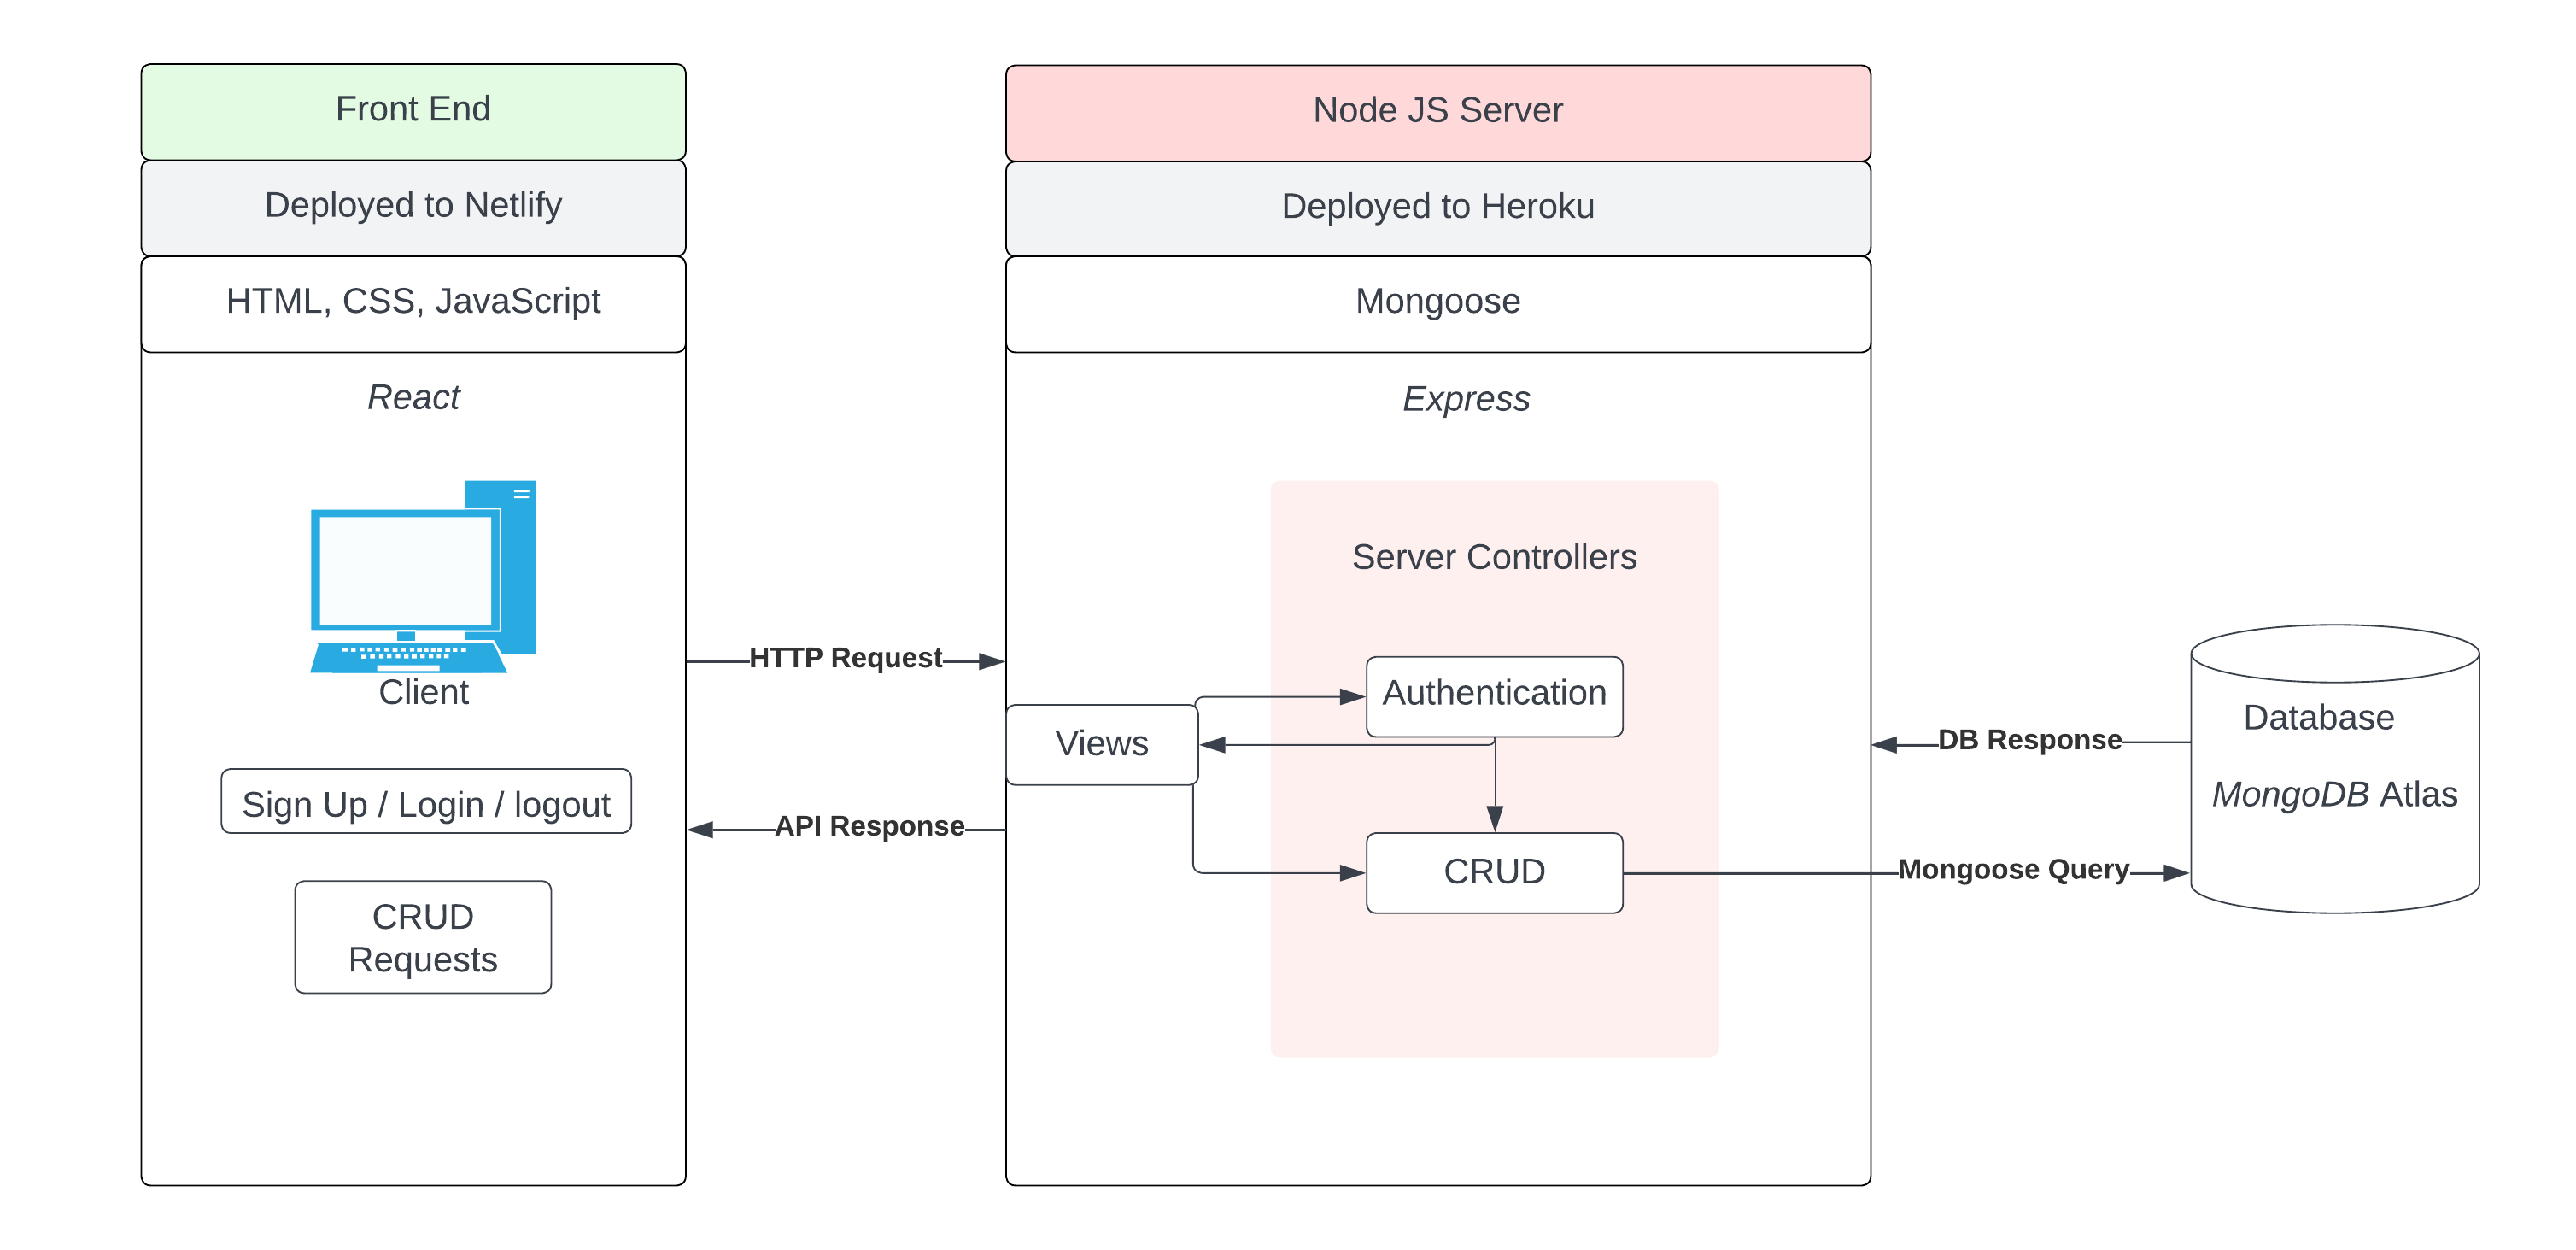 Front End
Deployed to Netlify
HTML, CSS, JavaScript
React
Client
Sign Up / Login / logout
CRUD
Requests
HTTP Request
API Response
Node JS Server
Deployed to Heroku
Mongoose
Express
Server Controllers
Views
Authentication
CRUD
DB Response
Mongoose Query
Database
MongoDB Atlas